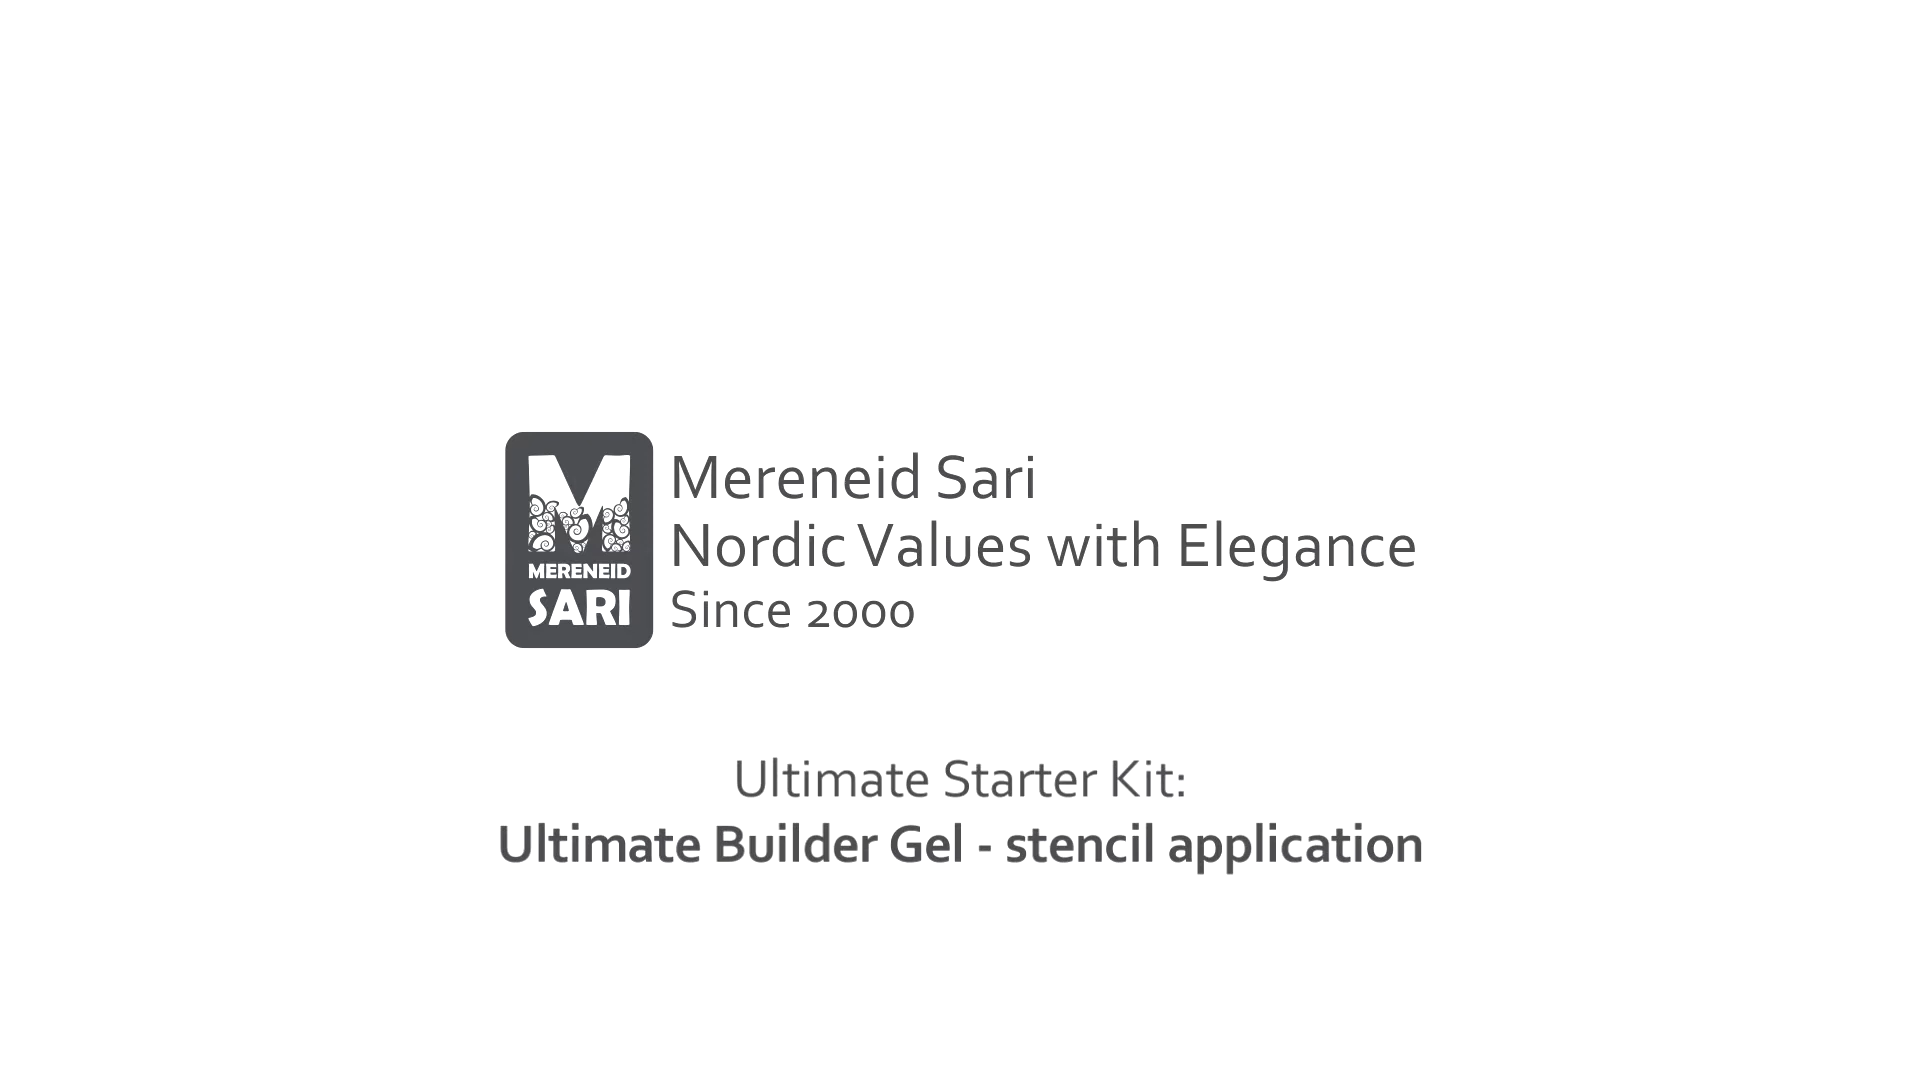 M
MERENEID
SARI
Mereneid Sari
Nordic Values with Elegance
Since 2000
Ultimate Starter Kit:
Ultimate Builder Gel - stencil application